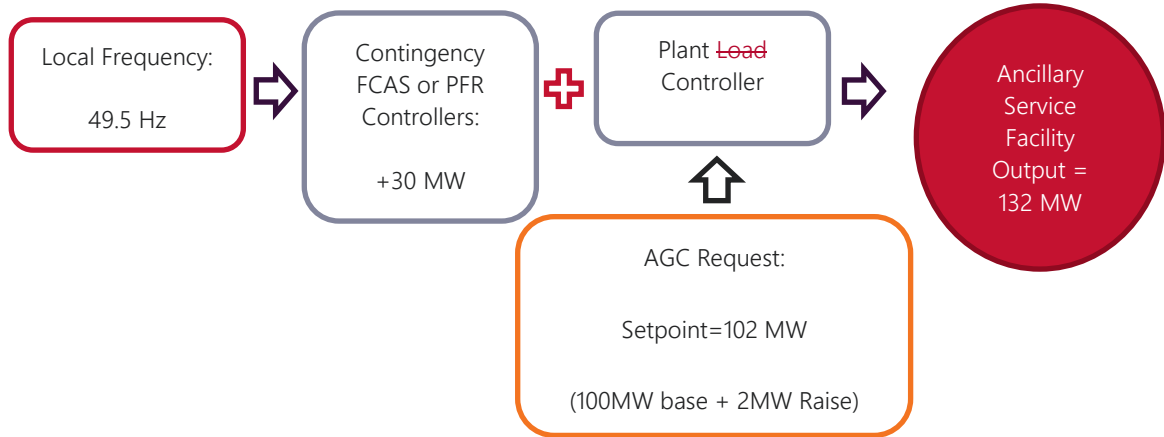 Local Frequency:
49.5 Hz
Contingency
FCAS or PFR
Controllers:
+30 MW
Plant Load
Controller
Ancillary
Service
Facility
Output =
132 MW
AGC Request:
Setpoint=102 MW
(100MW base + 2MW Raise)